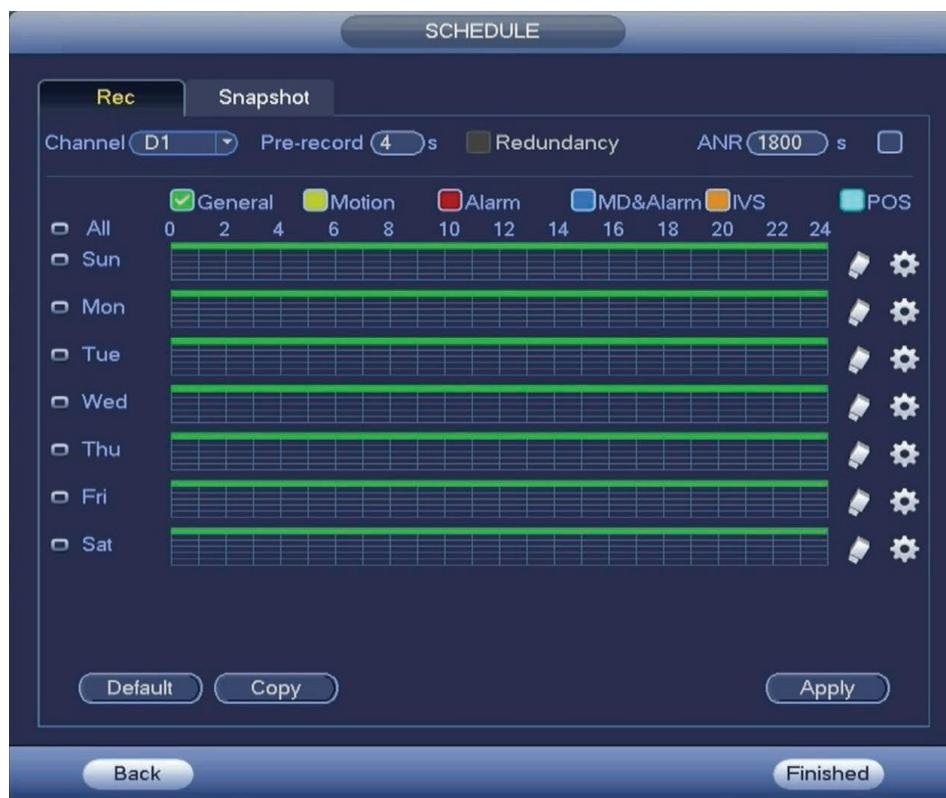 SCHEDULE
Rec Snapshot
Channel D1 Pre-record 4 s Redundancy ANR 1800 s
General Motion Alarm MD&Alarm IVS POS
All 0 2 4 6 8 10 12 14 16 18 20 22 24
Sun
Mon
Tue
Wed
Thu
Fri
Sat
Default Copy Apply
Back Finished